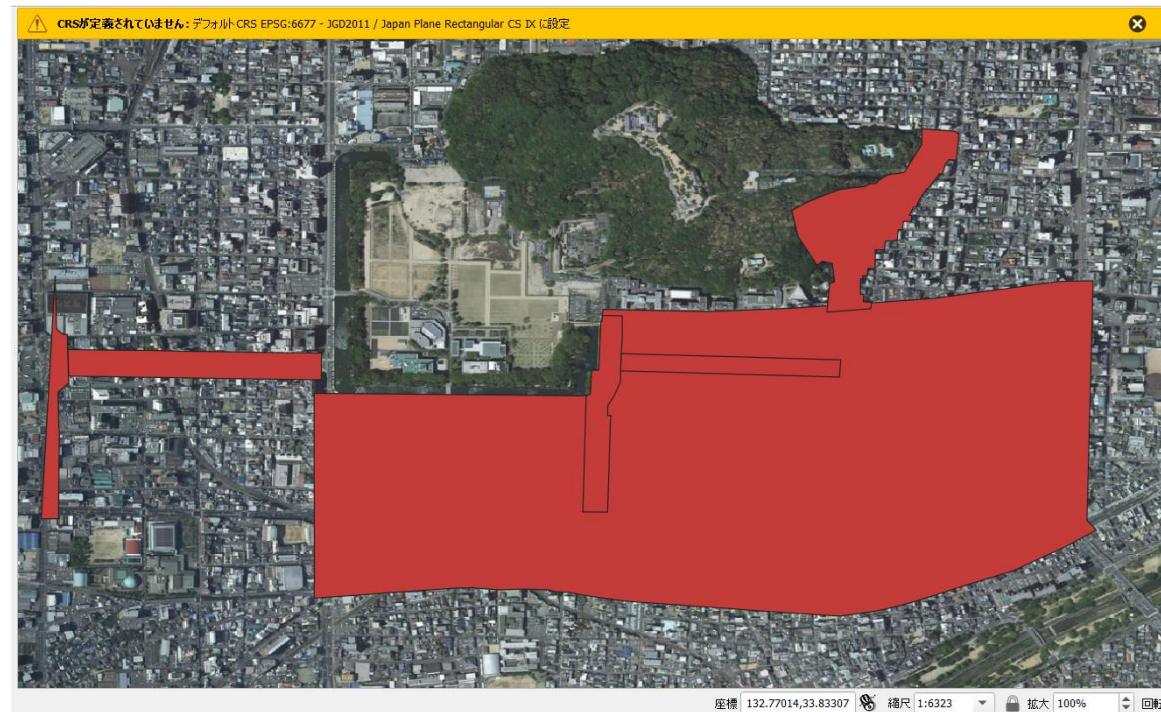 CRSが定義されていません: デフォルト CRS EPSG:6677 - JGD2011 / Japan Plane Rectangular CS IX に設定
座標 132.77014,33.83307 縮尺 1:6323 拡大 100% 回転